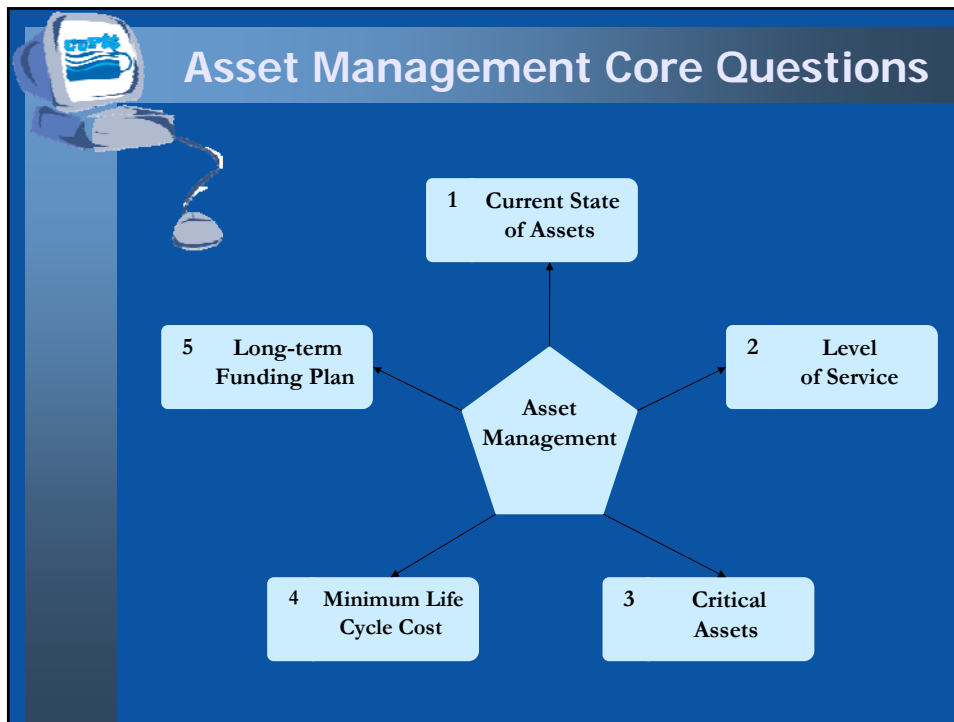 Asset Management Core Questions
1 Current State
of Assets
5 Long-term
Funding Plan
2 Level
of Service
Asset
Management
4 Minimum Life
Cycle Cost
3 Critical
Assets